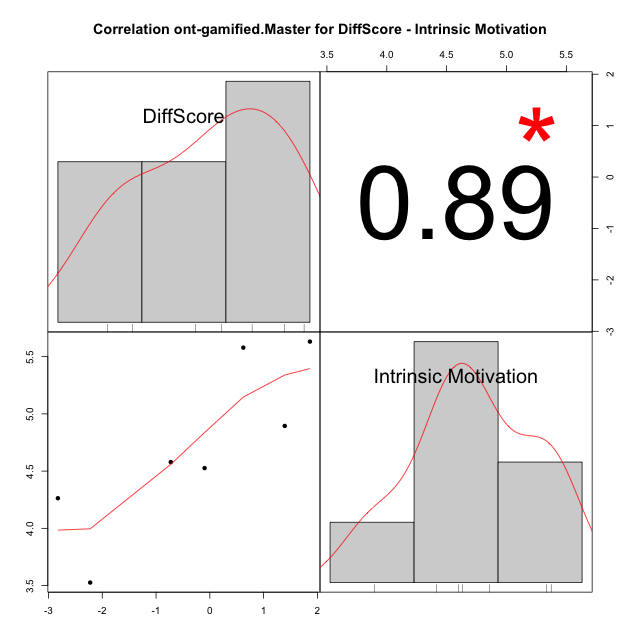 Correlation ont-gamified.Master for DiffScore - Intrinsic Motivation
3.5 4.0 4.5 5.0 5.5
DiffScore
*
0.89
2
1
0
-1
-2
-3
5.5
5.0
4.5
4.0
3.5
Intrinsic Motivation
-3 -2 -1 0 1 2